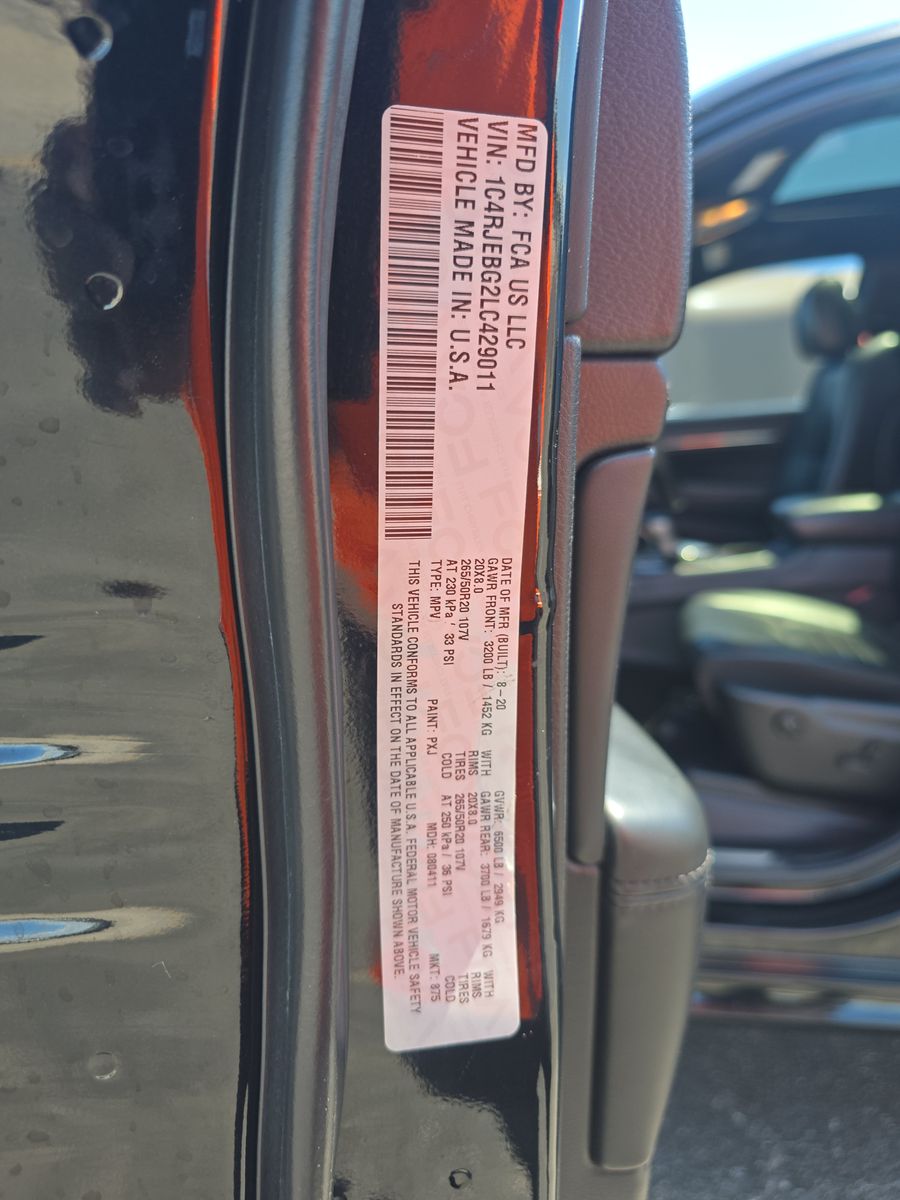 MFD BY: FCA US LLC
VIN: 1C4RJEBG2LC429011
VEHICLE MADE IN: U.S.A.
DATE OF MFR (BUILT): 8-20 GVWR: 6500 LB / 2949 KG
GAWR FRONT: 3200 LB / 1452 KG WITH GAWR REAR: 3700 LB / 1679 KG WITH
20X8.0 RIMS 20X8.0 RIMS
265/50R20 107V TIRES 265/50R20 107V TIRES
AT 230 kPa / 33 PSI COLD AT 250 kPa / 36 PSI COLD
TYPE: MPV PAINT: PXJ MDH: 080411 MKT: 875
THIS VEHICLE CONFORMS TO ALL APPLICABLE U.S.A. FEDERAL MOTOR VEHICLE SAFETY
STANDARDS IN EFFECT ON THE DATE OF MANUFACTURE SHOWN ABOVE.